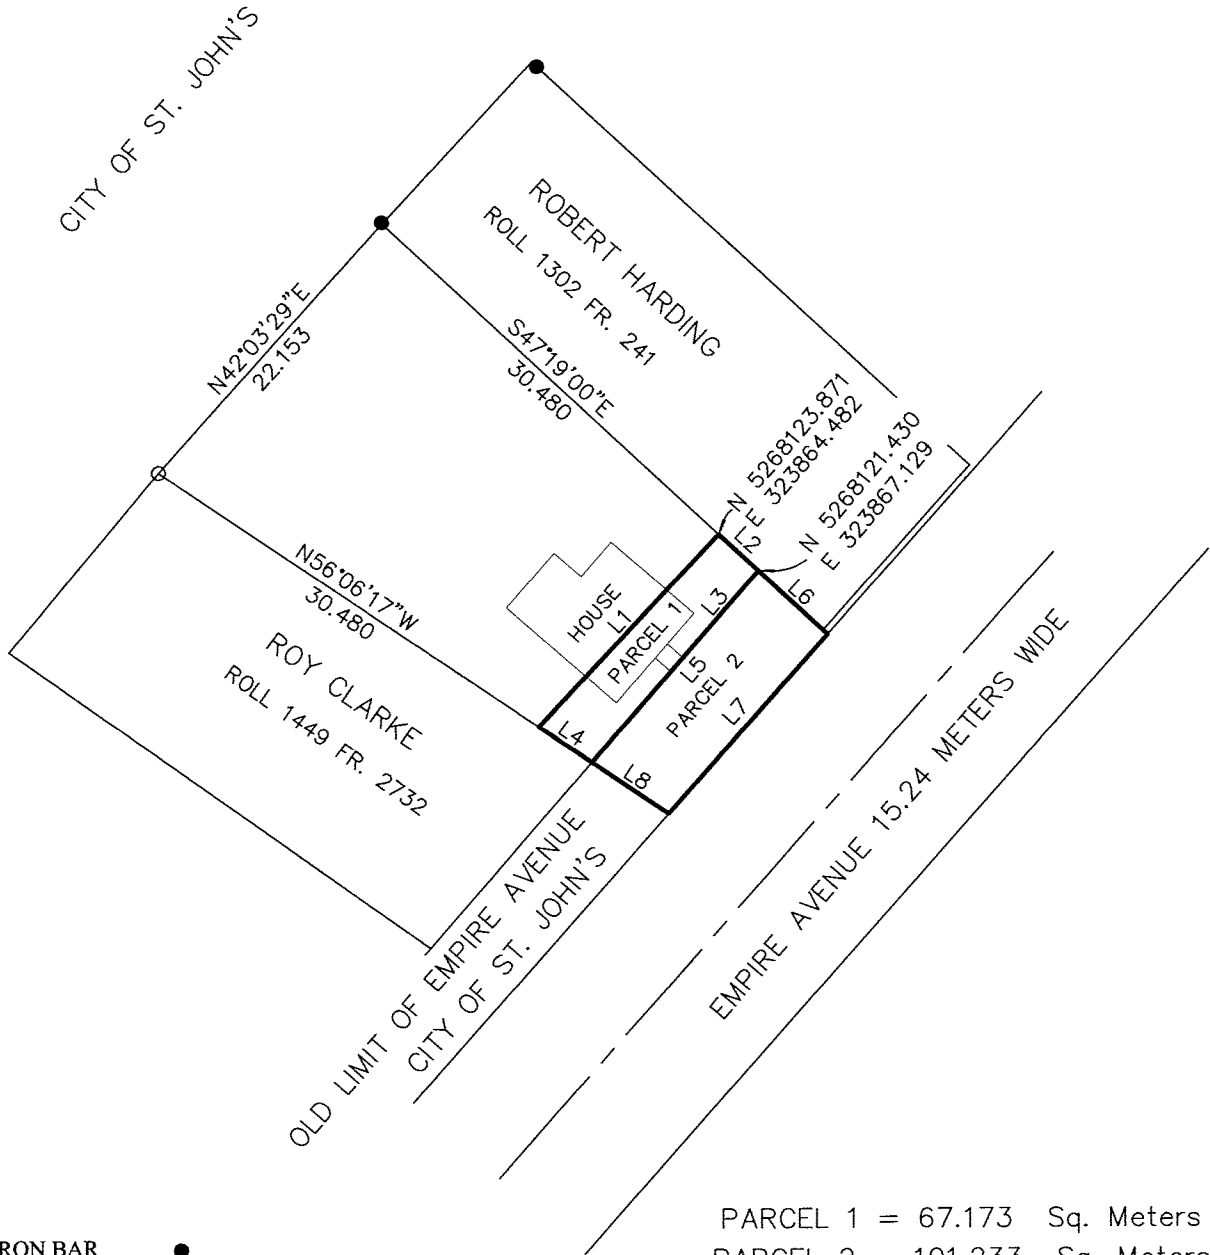 CITY OF ST. JOHN'S
ROBERT HARDING
ROLL 1302 FR. 241
N42°03'29"E
22.153
S47°19'00"E
30.480
N 5268123.871
E 323864.482
N 5268121.430
E 323867.129
L2
L6
N56°06'17"W
30.480
HOUSE
L1
PARCEL 1
L3
L5
PARCEL 2
L7
L4
L8
ROY CLARKE
ROLL 1449 FR. 2732
OLD LIMIT OF EMPIRE AVENUE
CITY OF ST. JOHN'S
EMPIRE AVENUE 15.24 METERS WIDE
PARCEL 1 = 67.173 Sq. Meters
RON BAR